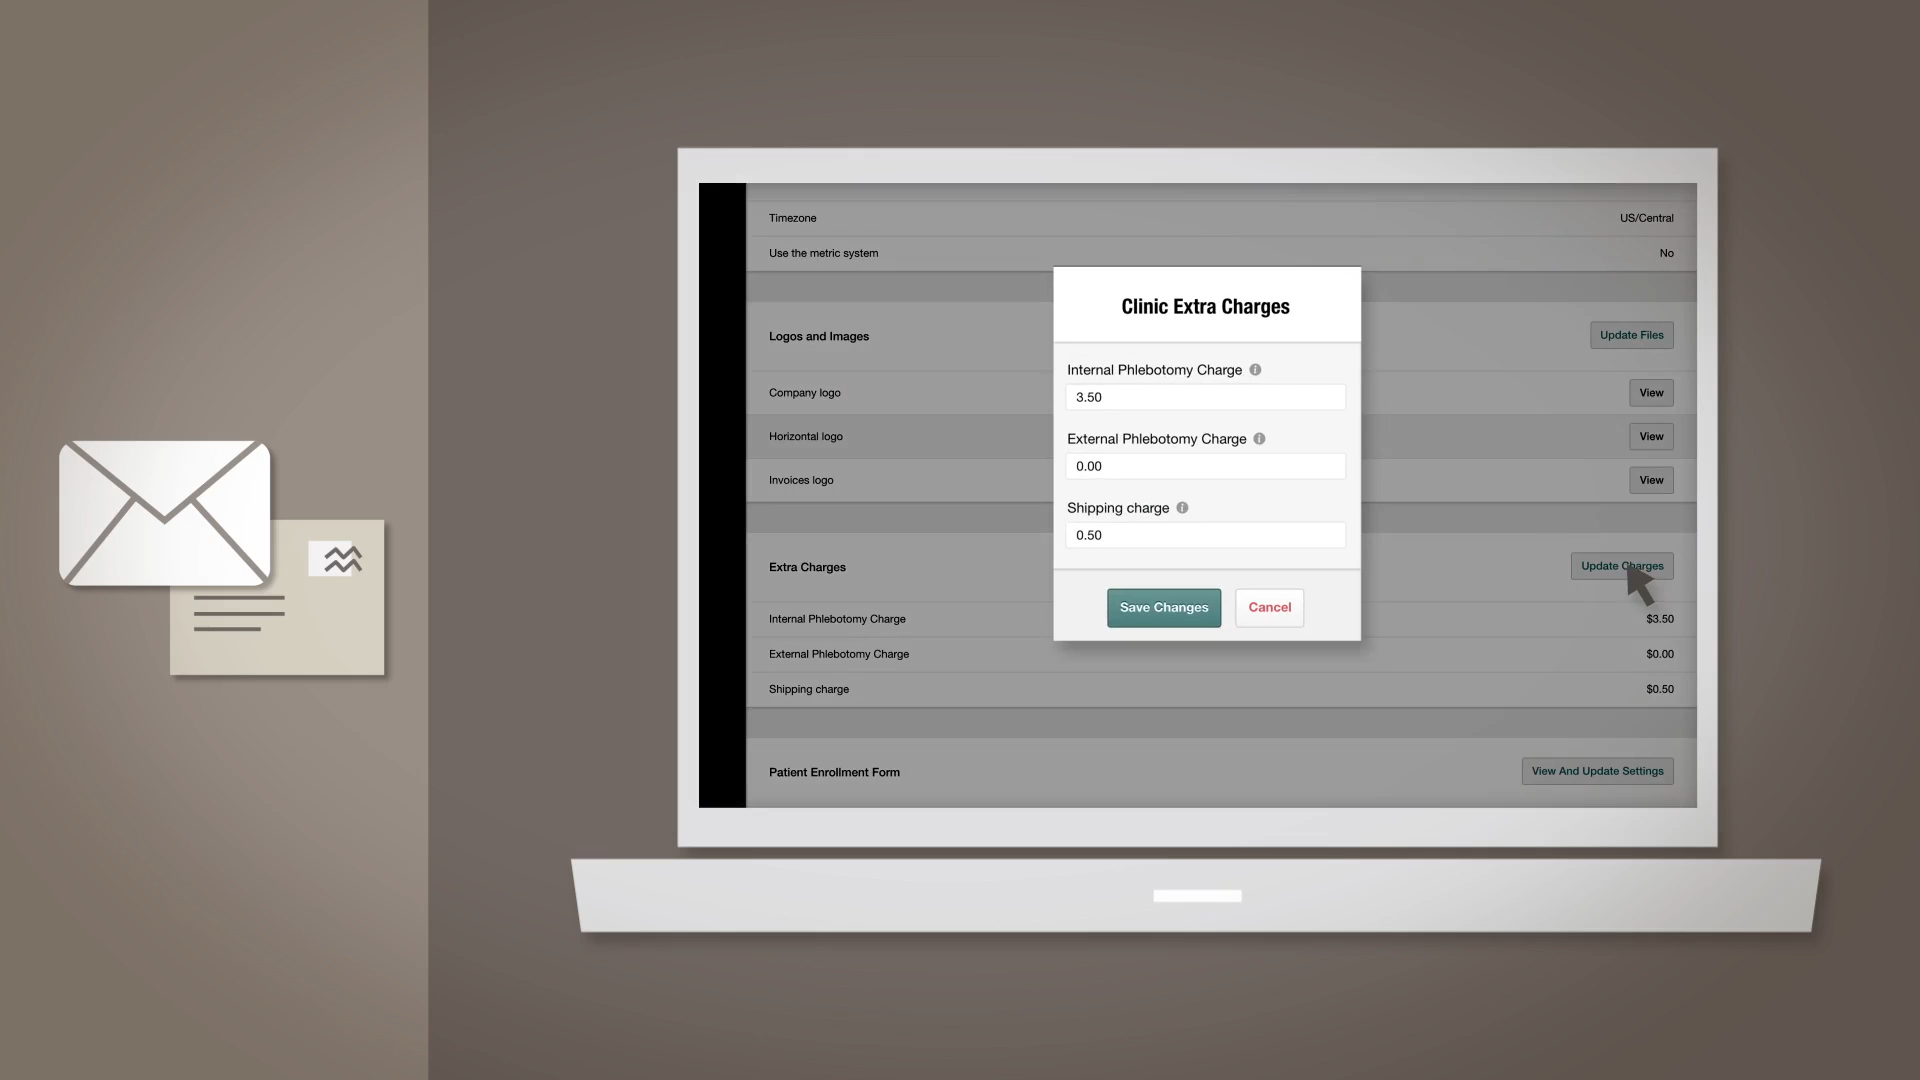 Timezone US/Central
Use the metric system No
Clinic Extra Charges
Logos and Images Update Files
Internal Phlebotomy Charge
3.50
Company logo View
External Phlebotomy Charge
Horizontal logo View
0.00
Invoices logo View
Shipping charge
0.50
Extra Charges Update Charges
Save Changes Cancel
Internal Phlebotomy Charge $3.50
External Phlebotomy Charge $0.00
Shipping charge $0.50
Patient Enrollment Form View And Update Settings